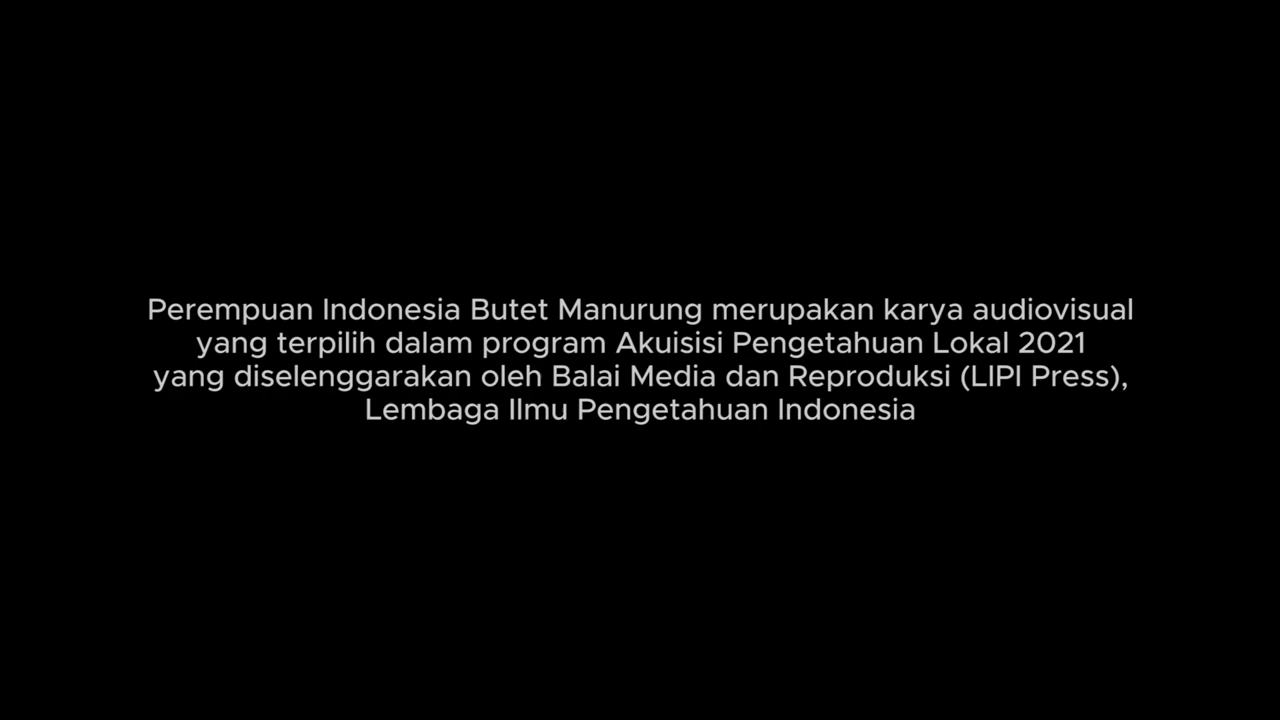 Perempuan Indonesia Butet Manurung merupakan karya audiovisual
yang terpilih dalam program Akuisisi Pengetahuan Lokal 2021
yang diselenggarakan oleh Balai Media dan Reproduksi (LIPI Press),
Lembaga Ilmu Pengetahuan Indonesia